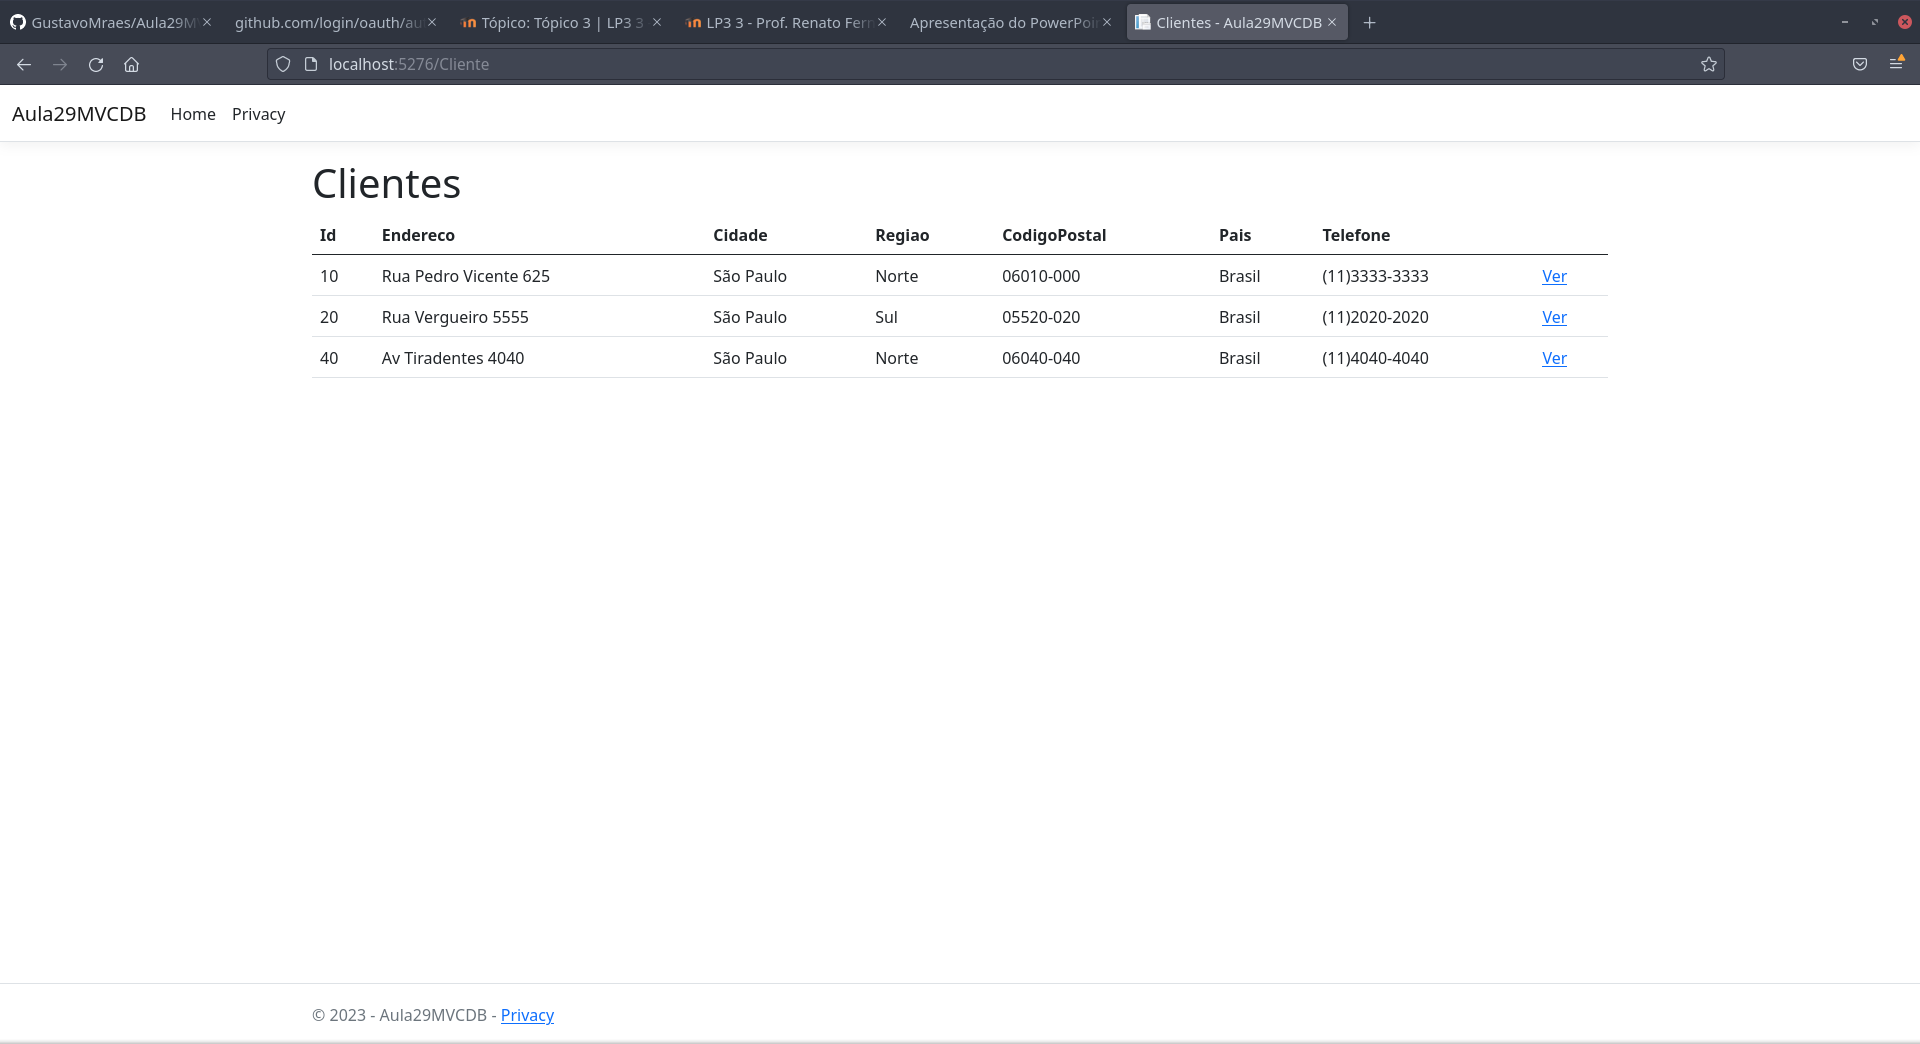 GustavoMraes/Aula29M github.com/login/oauth/au Tópico: Tópico 3 | LP3 3 LP3 3 - Prof. Renato Fern Apresentação do PowerPoi Clientes - Aula29MVCDB
localhost:5276/Cliente
Aula29MVCDB Home Privacy
Clientes
Id Endereco Cidade Regiao CodigoPostal Pais Telefone
10 Rua Pedro Vicente 625 São Paulo Norte 06010-000 Brasil (11)3333-3333 Ver
20 Rua Vergueiro 5555 São Paulo Sul 05520-020 Brasil (11)2020-2020 Ver
40 Av Tiradentes 4040 São Paulo Norte 06040-040 Brasil (11)4040-4040 Ver
© 2023 - Aula29MVCDB - Privacy